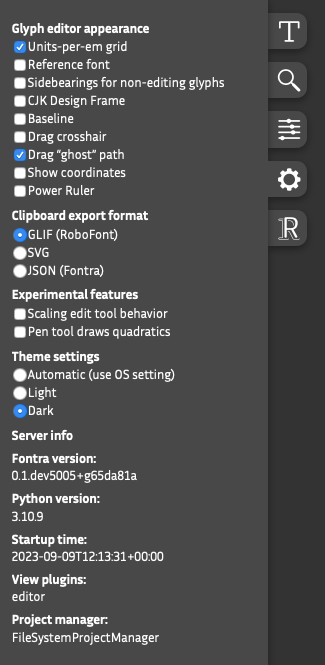 Glyph editor appearance
Units-per-em grid
Reference font
Sidebearings for non-editing glyphs
CJK Design Frame
Baseline
Drag crosshair
Drag “ghost” path
Show coordinates
Power Ruler
Clipboard export format
GLIF (RoboFont)
SVG
JSON (Fontra)
Experimental features
Scaling edit tool behavior
Pen tool draws quadratics
Theme settings
Automatic (use OS setting)
Light
Dark
Server info
Fontra version:
0.1.dev5005+g65da81a
Python version:
3.10.9
Startup time:
2023-09-09T12:13:31+00:00
View plugins:
editor
Project manager:
FileSystemProjectManager
T
R